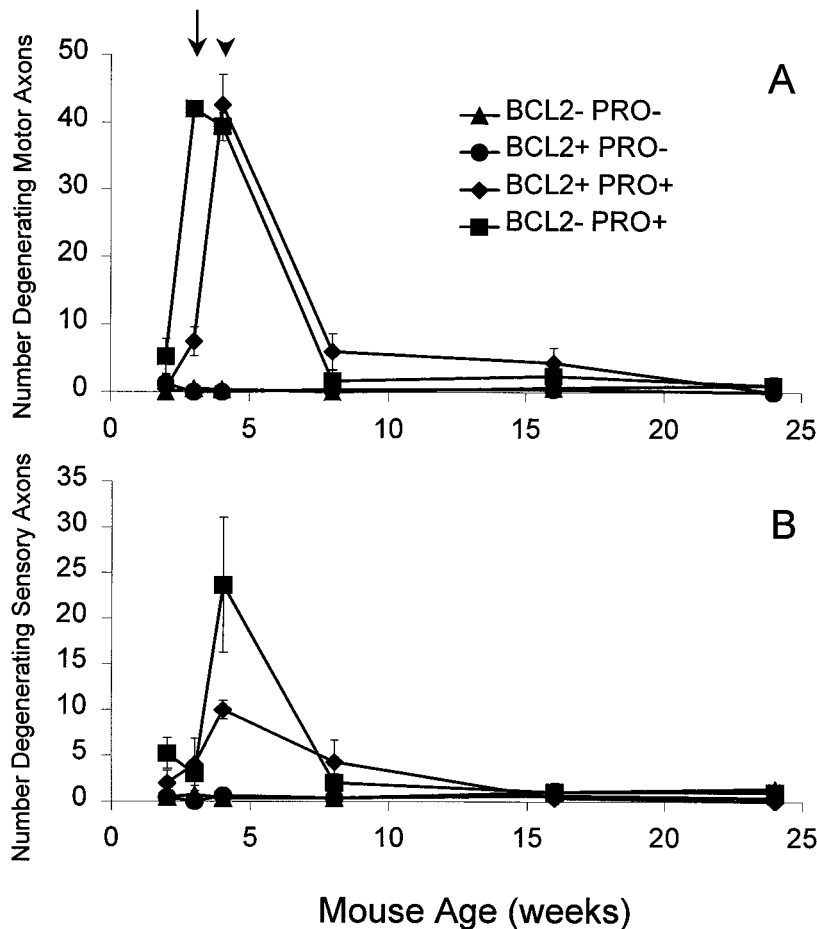 A
50
40
30
20
10
0
Number Degenerating Motor Axons
BCL2- PRO-
BCL2+ PRO-
BCL2+ PRO+
BCL2- PRO+
0 5 10 15 20 25
B
35
30
25
20
15
10
5
0
Number Degenerating Sensory Axons
0 5 10 15 20 25
Mouse Age (weeks)